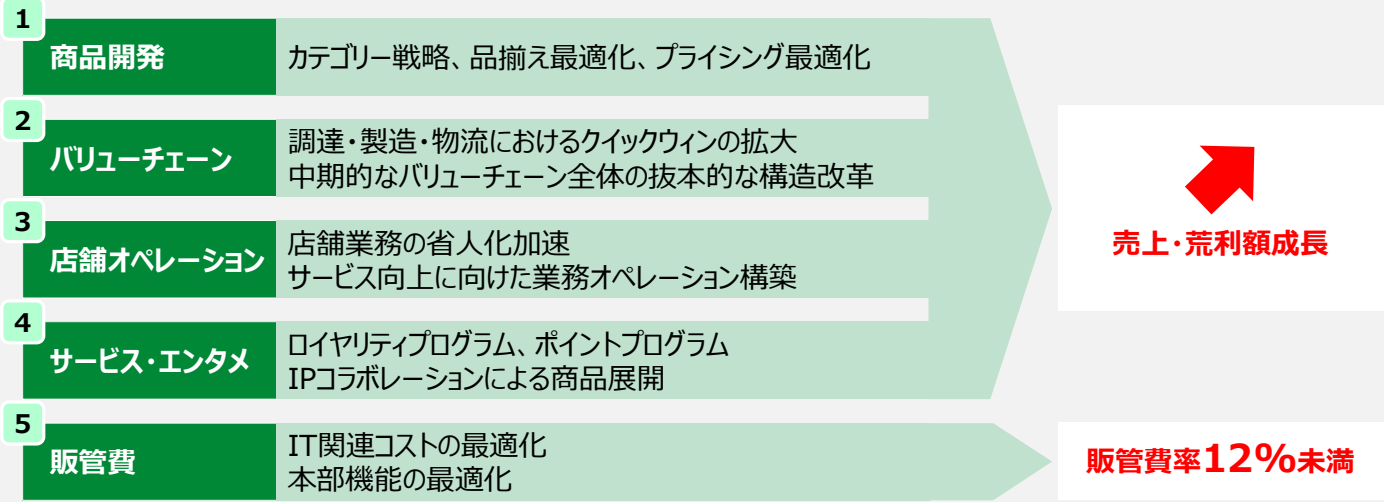 1
商品開発
カテゴリー戦略、品揃え最適化、プライシング最適化
2
バリューチェーン
調達・製造・物流におけるクイックウィンの拡大
中期的なバリューチェーン全体の抜本的な構造改革
3
店舗オペレーション
店舗業務の省人化加速
サービス向上に向けた業務オペレーション構築
4
サービス・エンタメ
ロイヤリティプログラム、ポイントプログラム
IPコラボレーションによる商品展開
売上・荒利額成長
5
販管費
IT関連コストの最適化
本部機能の最適化
販管費率12%未満